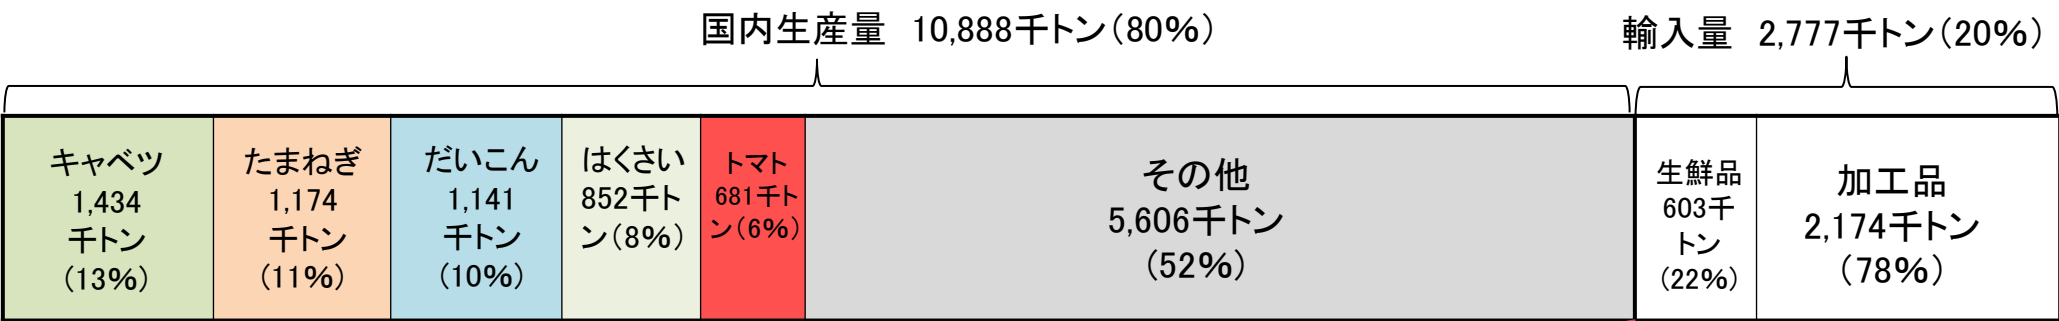 国内生産量　10,888千トン（80%）
輸入量　2,777千トン（20%）
キャベツ
1,434
千トン
（13%）
たまねぎ
1,174
千トン
（11%）
だいこん
1,141
千トン
（10%）
はくさい
852千ト
ン（8%）
トマト
681千ト
ン（6%）
その他
5,606千トン
（52%）
生鮮品
603千
トン
（22%）
加工品
2,174千トン
（78%）